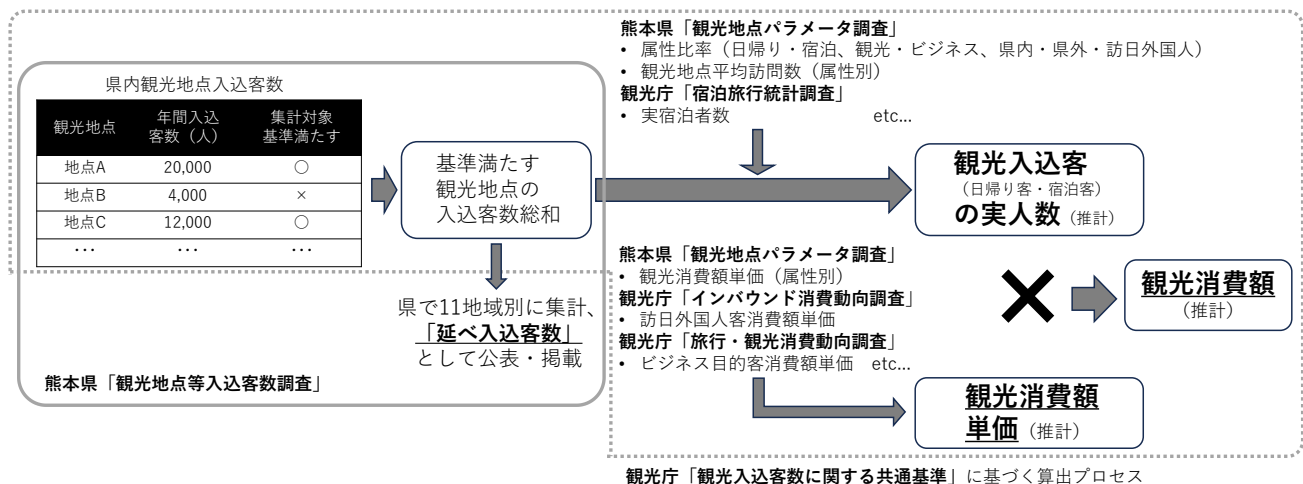 熊本県「観光地点パラメータ調査」
• 属性比率（日帰り・宿泊、観光・ビジネス、県内・県外・訪日外国人）
• 観光地点平均訪問数（属性別）
観光庁「宿泊旅行統計調査」
• 実宿泊者数 etc...
県内観光地点入込客数
観光地点 年間入込客数（人） 集計対象基準満たす
地点A 20,000 ○
地点B 4,000 ×
地点C 12,000 ○
… … …
基準満たす
観光地点の
入込客数総和
観光入込客
（日帰り客・宿泊客）
の実人数（推計）
県で11地域別に集計、
「延べ入込客数」
として公表・掲載
熊本県「観光地点等入込客数調査」
熊本県「観光地点パラメータ調査」
• 観光消費額単価（属性別）
観光庁「インバウンド消費動向調査」
• 訪日外国人客消費額単価
観光庁「旅行・観光消費動向調査」
• ビジネス目的客消費額単価 etc...
観光消費額
（推計）
観光消費額
単価（推計）
観光庁「観光入込客数に関する共通基準」に基づく算出プロセス